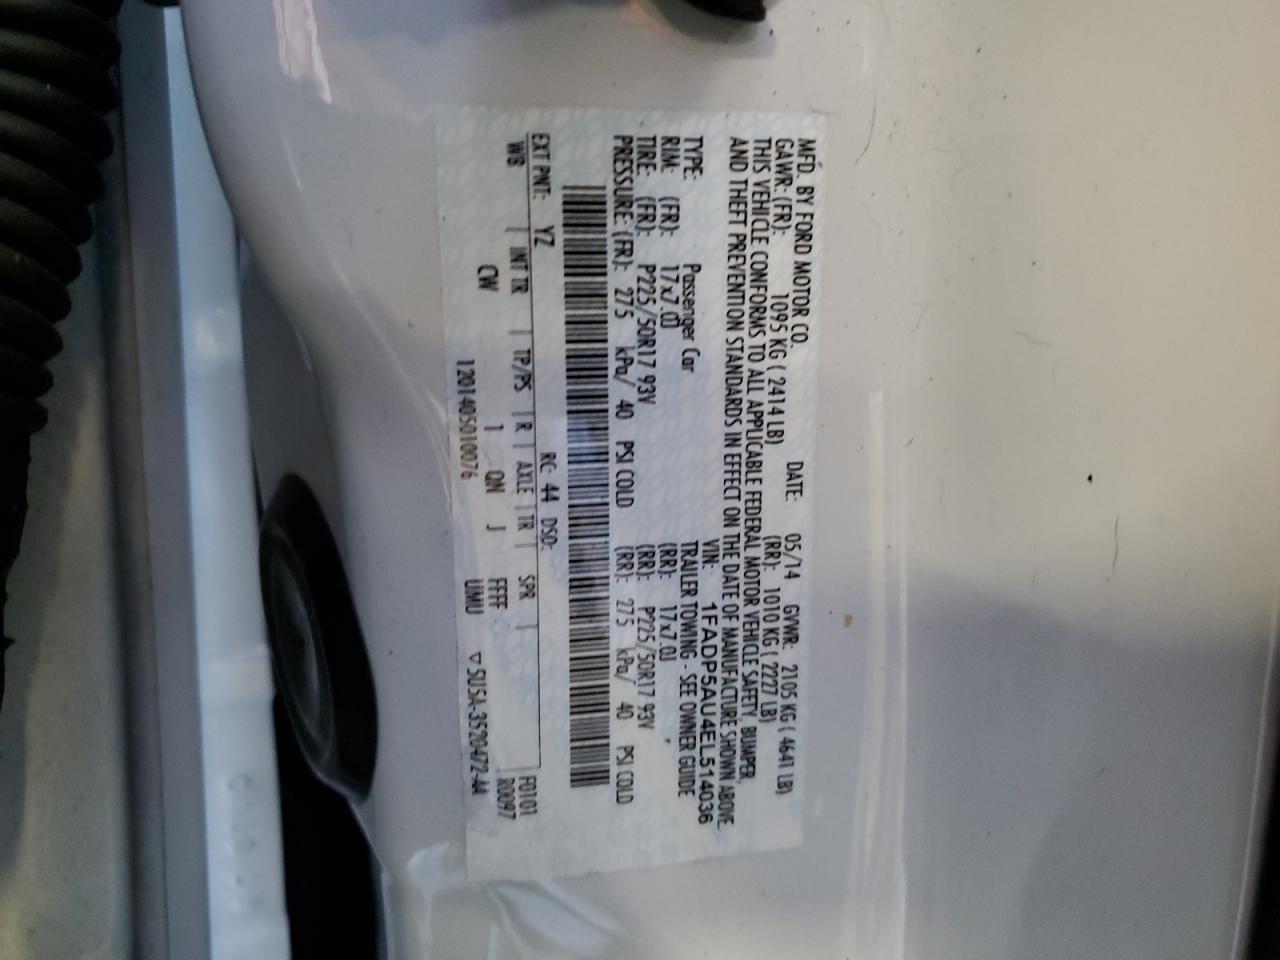 MFD. BY FORD MOTOR CO. DATE: 05/14 GVWR: 2105 KG ( 4641 LB)
GAWR: (FR): 1095 KG ( 2414 LB) (RR): 1010 KG ( 2227 LB)
THIS VEHICLE CONFORMS TO ALL APPLICABLE FEDERAL MOTOR VEHICLE SAFETY, BUMPER,
AND THEFT PREVENTION STANDARDS IN EFFECT ON THE DATE OF MANUFACTURE SHOWN ABOVE.
VIN: 1FADP5AU4EL514036
TYPE: Passenger Car TRAILER TOWING - SEE OWNER GUIDE
RIM: (FR): 17x7.0J (RR): 17x7.0J
TIRE: (FR): P225/50R17 93V (RR): P225/50R17 93V
PRESSURE: (FR): 275 kPa/ 40 PSI COLD (RR): 275 kPa/ 40 PSI COLD
EXT PNT: YZ RC: 44 DSO: F0101
WB | INT TR | TP/PS | R | AXLE | TR | SPR | R0097
CW 1 QN J FFFF
1201405010076 UMU ▽5U5A-3520472-AA